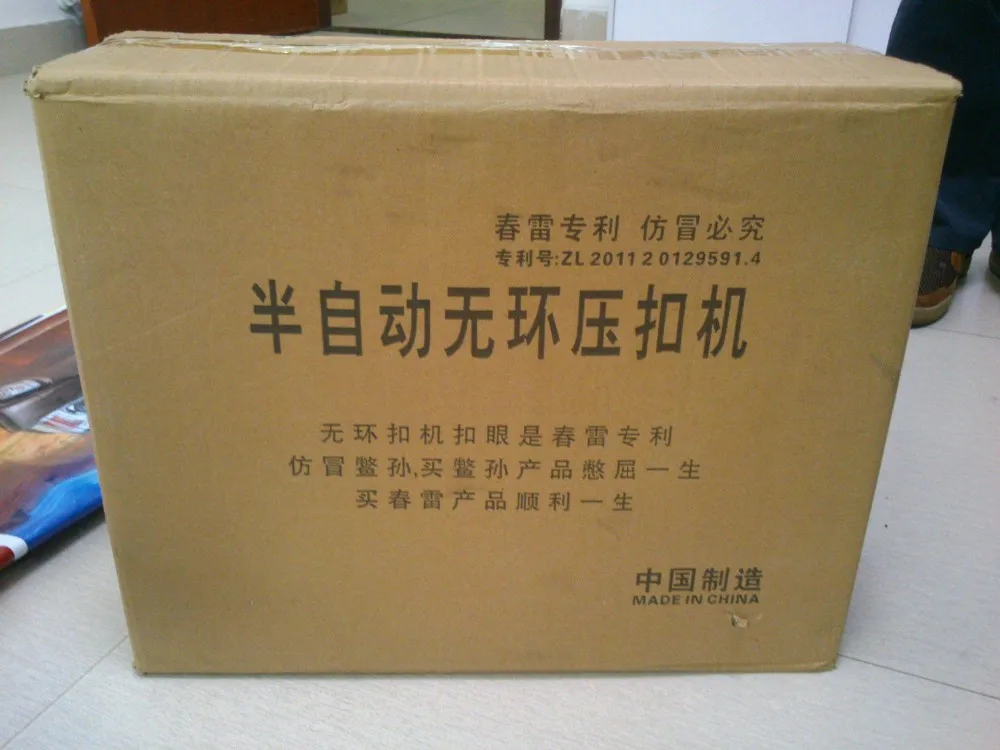 春雷专利 仿冒必究
专利号:ZL 2011 2 0129591.4
半自动无环压扣机
无环扣机扣眼是春雷专利
仿冒鳖孙,买鳖孙产品憋屈一生
买春雷产品顺利一生
中国制造
MADE IN CHINA